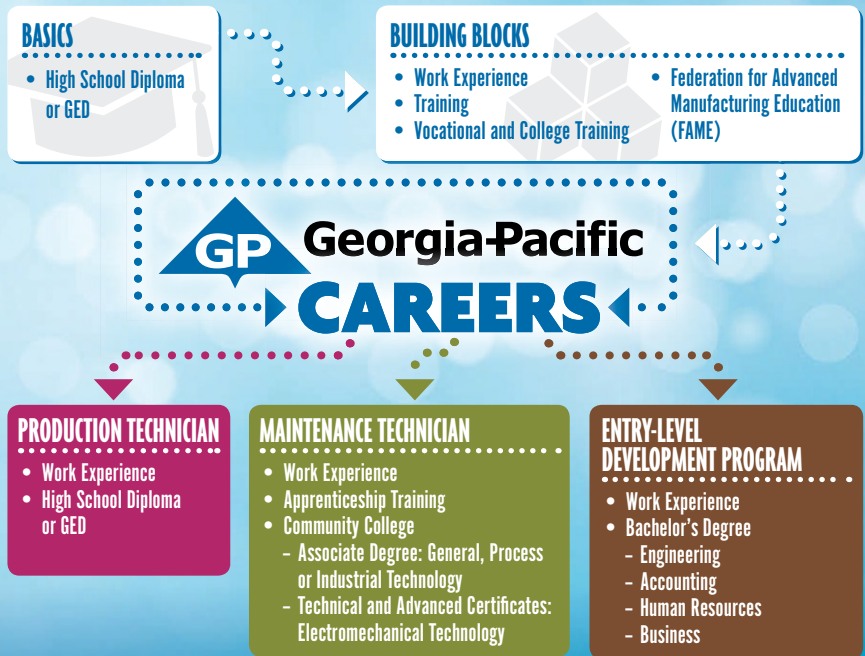 BASICS
• High School Diploma
or GED
BUILDING BLOCKS
• Work Experience
• Training
• Vocational and College Training
• Federation for Advanced
Manufacturing Education
(FAME)
GP Georgia-Pacific
CAREERS
PRODUCTION TECHNICIAN
• Work Experience
• High School Diploma
or GED
MAINTENANCE TECHNICIAN
• Work Experience
• Apprenticeship Training
• Community College
– Associate Degree: General, Process
or Industrial Technology
– Technical and Advanced Certificates:
Electromechanical Technology
ENTRY-LEVEL
DEVELOPMENT PROGRAM
• Work Experience
• Bachelor's Degree
– Engineering
– Accounting
– Human Resources
– Business